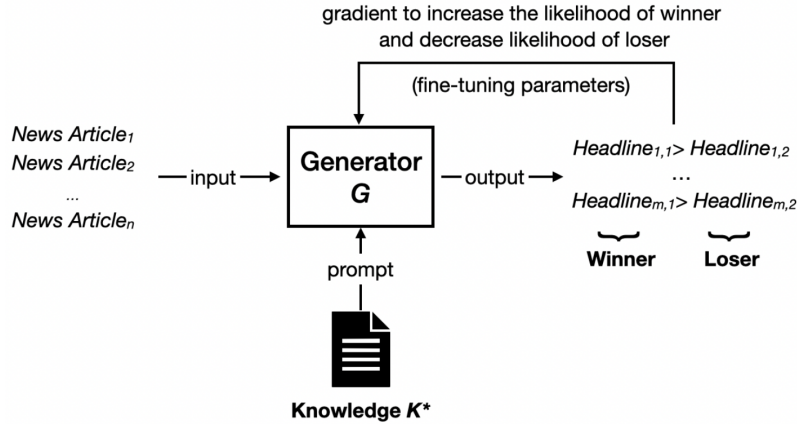 gradient to increase the likelihood of winner
and decrease likelihood of loser
(fine-tuning parameters)
News Article1
News Article2
...
News Articlen
input
Generator
G
output
Headline1,1> Headline1,2
...
Headlinem,1> Headlinem,2
Winner Loser
prompt
Knowledge K*